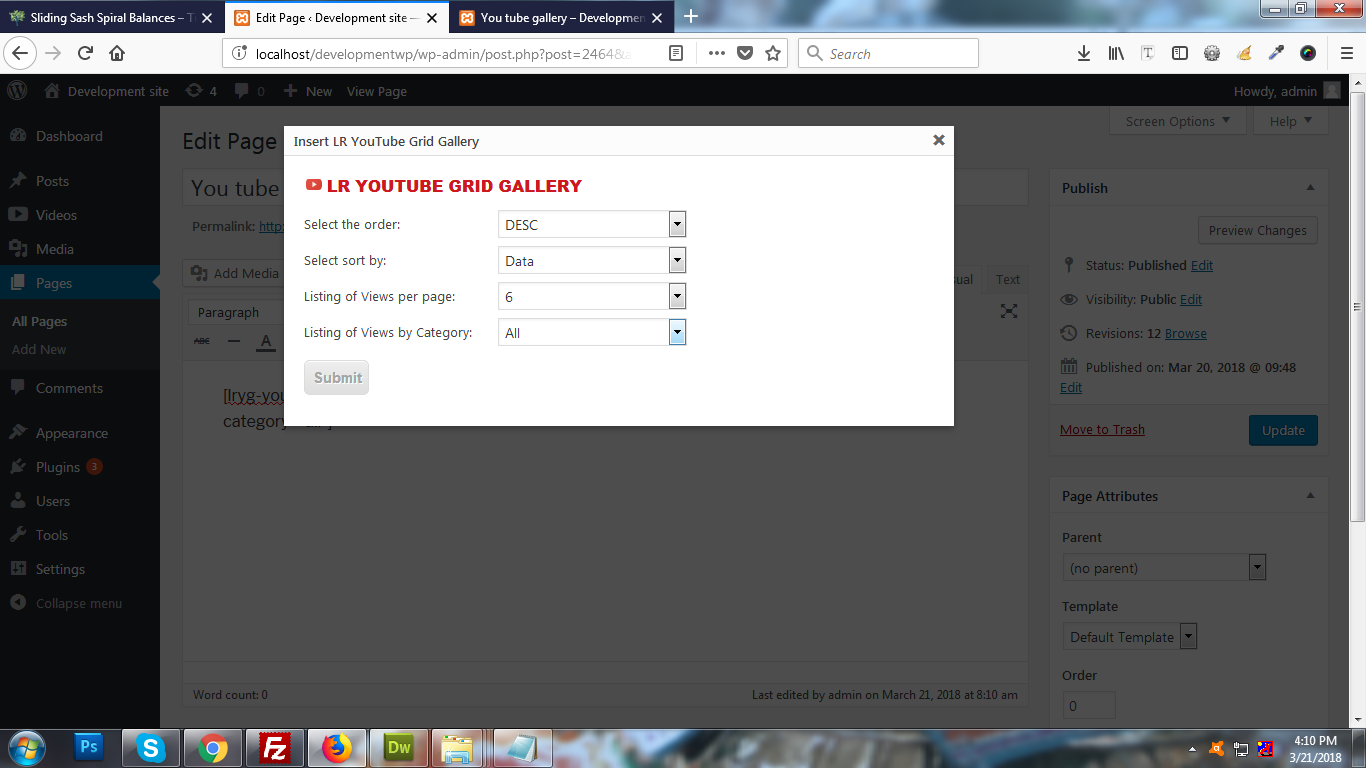 Sliding Sash Spiral Balances – T
Edit Page ‹ Development site —
You tube gallery – Developmen
localhost/developmentwp/wp-admin/post.php?post=2464&a
Search
Development site
4
0
New
View Page
Howdy, admin
Dashboard
Posts
Videos
Media
Pages
All Pages
Add New
Comments
Appearance
Plugins 3
Users
Tools
Settings
Collapse menu
Screen Options
Help
Edit Page
You tube
Permalink: http
Add Media
ual
Text
Paragraph
ABC
A
[lryg-you
category
Word count: 0
Last edited by admin on March 21, 2018 at 8:10 am
Insert LR YouTube Grid Gallery
LR YOUTUBE GRID GALLERY
Select the order:
DESC
Select sort by:
Data
Listing of Views per page:
6
Listing of Views by Category:
All
Submit
Publish
Preview Changes
Status: Published Edit
Visibility: Public Edit
Revisions: 12 Browse
Published on: Mar 20, 2018 @ 09:48
Edit
Move to Trash
Update
Page Attributes
Parent
(no parent)
Template
Default Template
Order
0
Ps
Dw
4:10 PM
3/21/2018